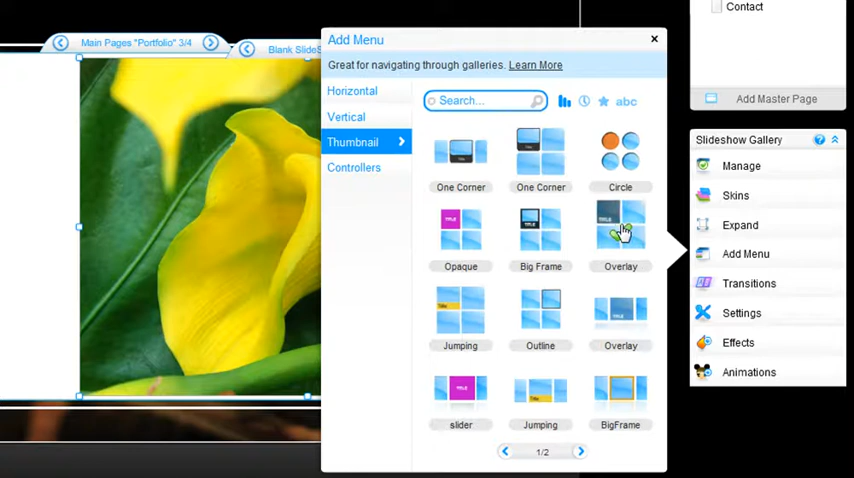 Contact
Add Master Page
Main Pages "Portfolio" 3/4
Blank SlideS
Add Menu
Great for navigating through galleries. Learn More
Horizontal
Vertical
Thumbnail
Controllers
Search...
abc
One Corner
One Corner
Circle
TITLE
TITLE
Opaque
Big Frame
Overlay
Title
Jumping
Outline
TITLE
Overlay
TITLE
slider
Title
Jumping
BigFrame
1/2
Slideshow Gallery
Manage
Skins
Expand
Add Menu
Transitions
Settings
Effects
Animations